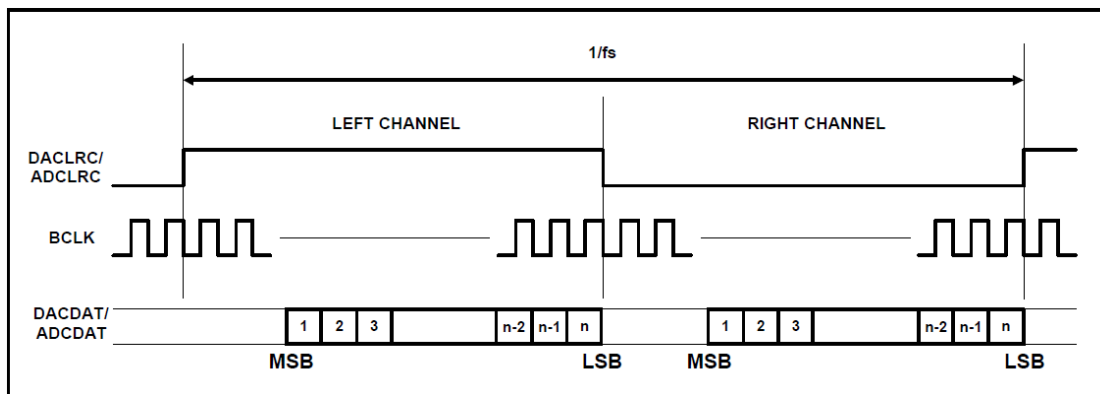 1/fs
LEFT CHANNEL
RIGHT CHANNEL
DACLRC/
ADCLRC
BCLK
DACDAT/
ADCDAT
1 2 3 n-2 n-1 n 1 2 3 n-2 n-1 n
MSB LSB MSB LSB